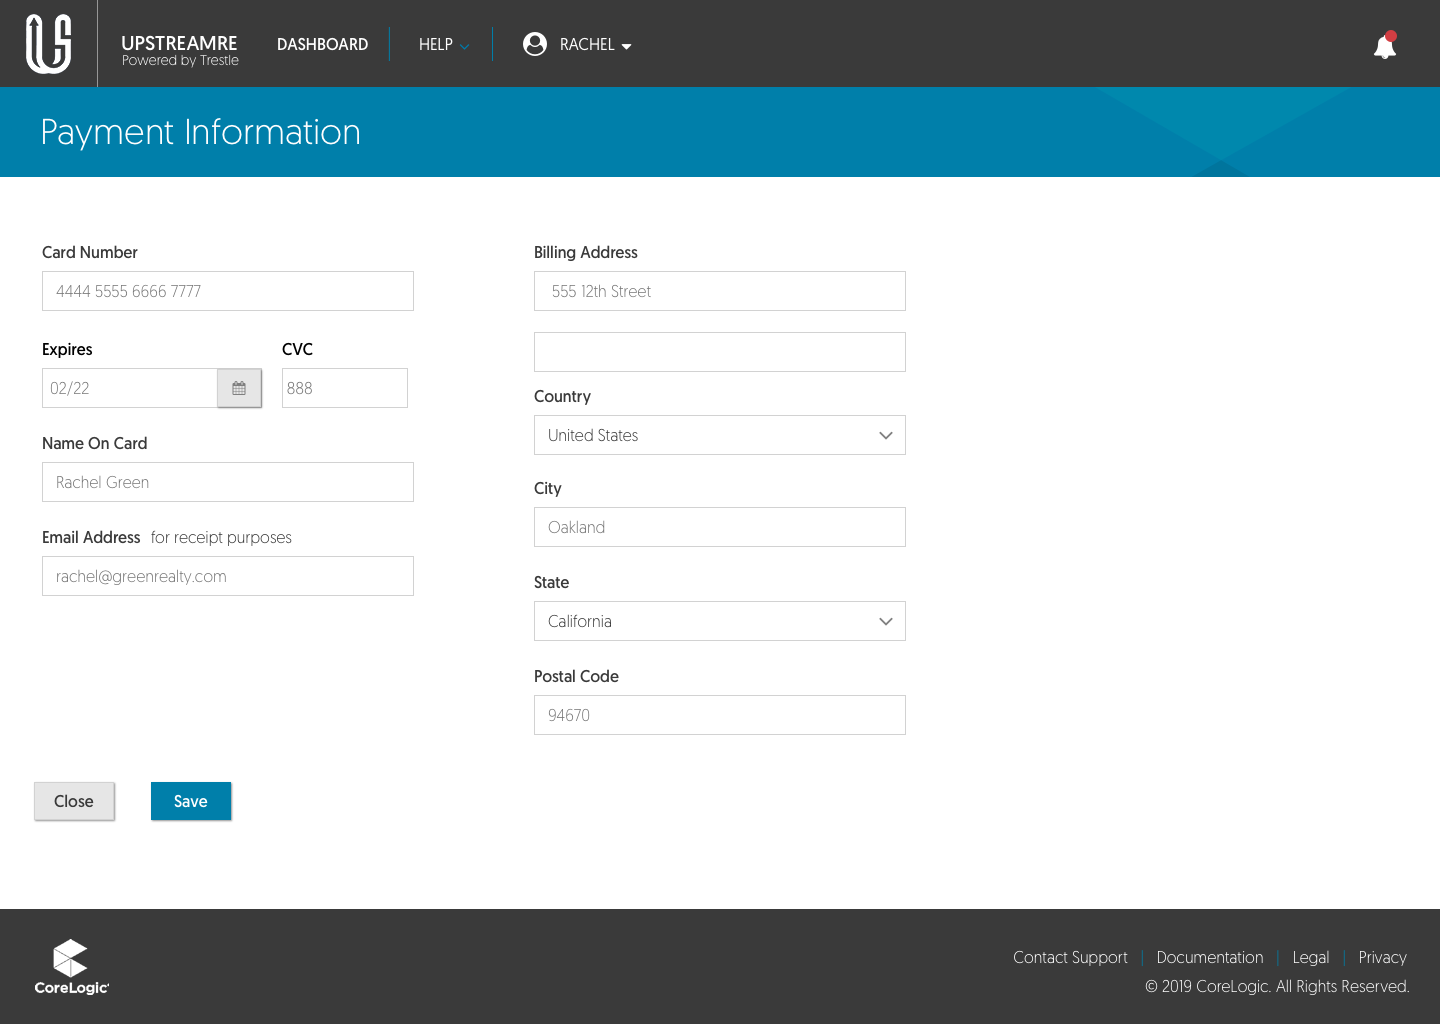 UPSTREAMRE
Powered by Trestle
DASHBOARD
HELP
RACHEL
Payment Information
Card Number
4444 5555 6666 7777
Expires
CVC
02/22
888
Name On Card
Rachel Green
Email Address for receipt purposes
rachel@greenrealty.com
Billing Address
555 12th Street
Country
United States
City
Oakland
State
California
Postal Code
94670
Close
Save
CoreLogic
Contact Support | Documentation | Legal | Privacy
© 2019 CoreLogic. All Rights Reserved.